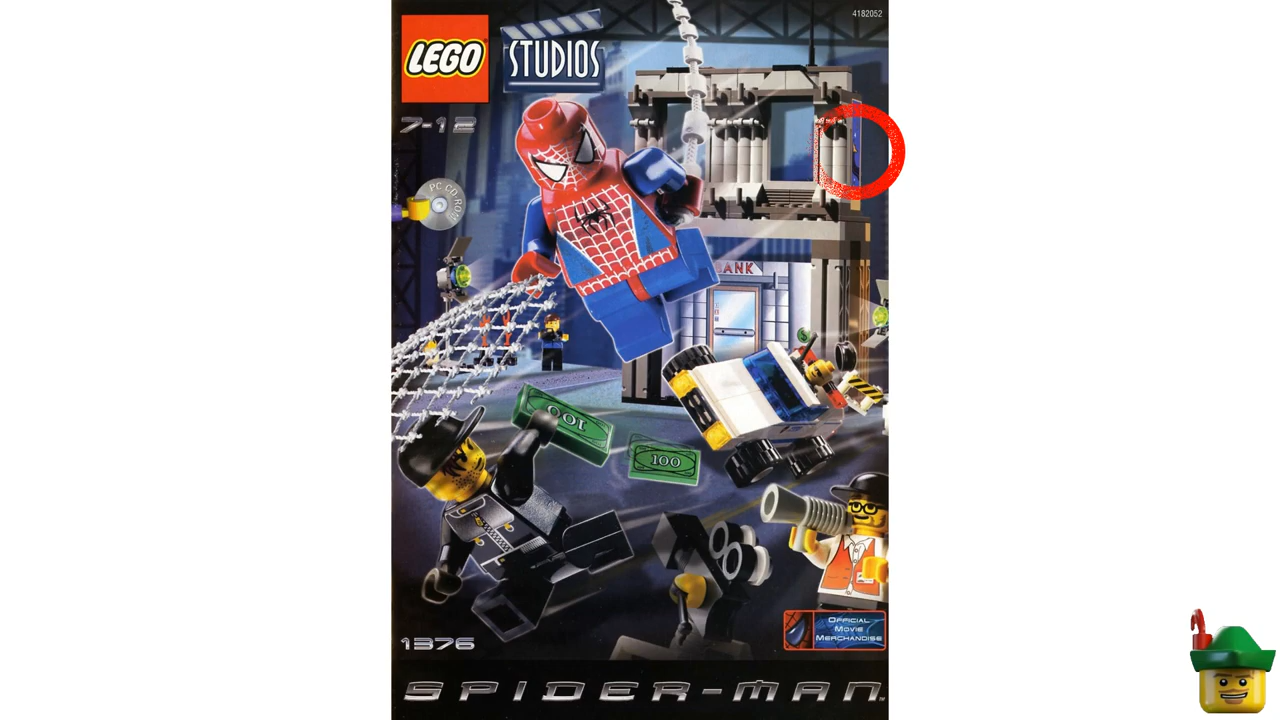 4182052
LEGO
STUDIOS
7-12
PC CD-ROM
BANK
100
100
OFFICIAL
MOVIE
MERCHANDISE
1376
SPIDER-MAN